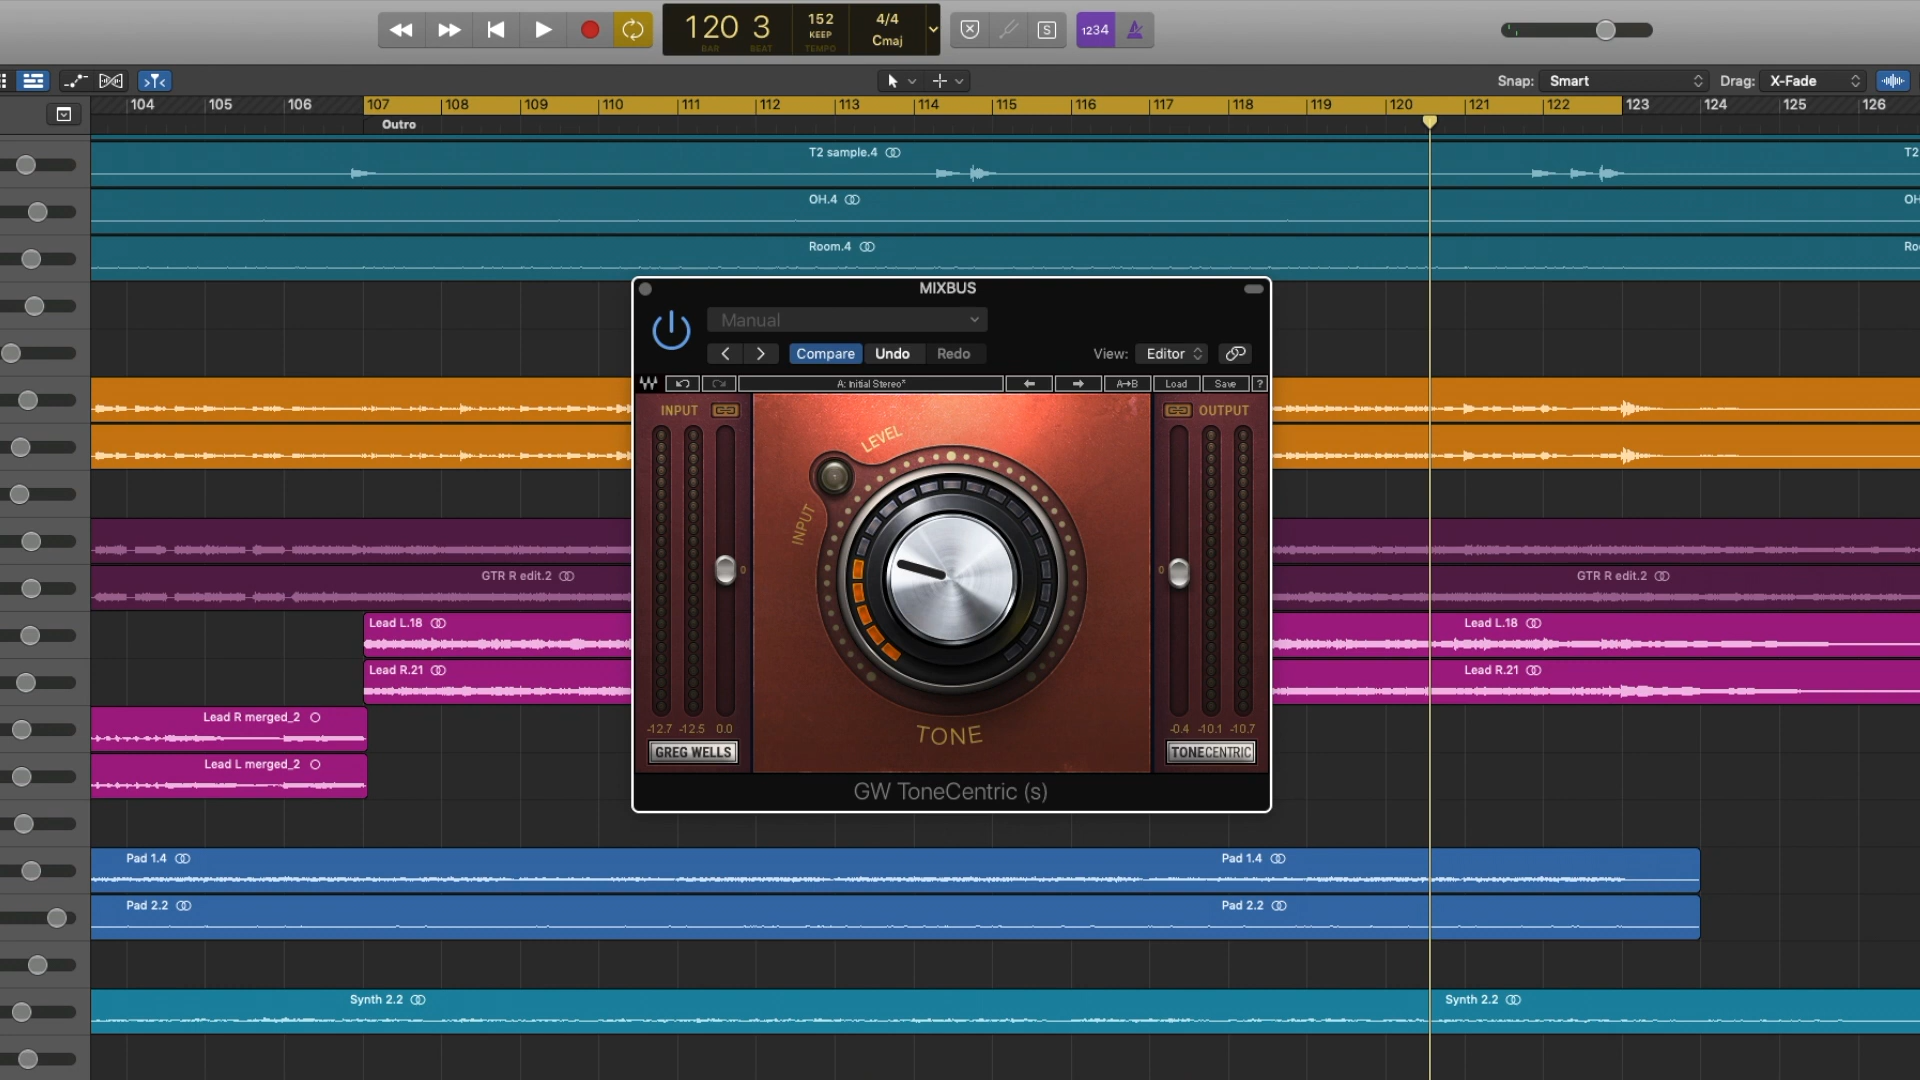 120 3
BAR BEAT
152
KEEP
TEMPO
4/4
Cmaj
S
1234
Snap: Smart
Drag: X-Fade
104 105 106 107 108 109 110 111 112 113 114 115 116 117 118 119 120 121 122 123 124 125 126
Outro
T2 sample.4
T2
OH.4
OH
Room.4
Roo
MIXBUS
Manual
Compare Undo Redo
View: Editor
A: Initial Stereo*
A→B
Load
Save
?
INPUT
OUTPUT
LEVEL
INPUT
0
0
TONE
-12.7 -12.5 0.0
-0.4 -10.1 -10.7
GREG WELLS
TONECENTRIC
GW ToneCentric (s)
GTR R edit.2
GTR R edit.2
Lead L.18
Lead L.18
Lead R.21
Lead R.21
Lead R merged_2
Lead L merged_2
Pad 1.4
Pad 1.4
Pad 2.2
Pad 2.2
Synth 2.2
Synth 2.2